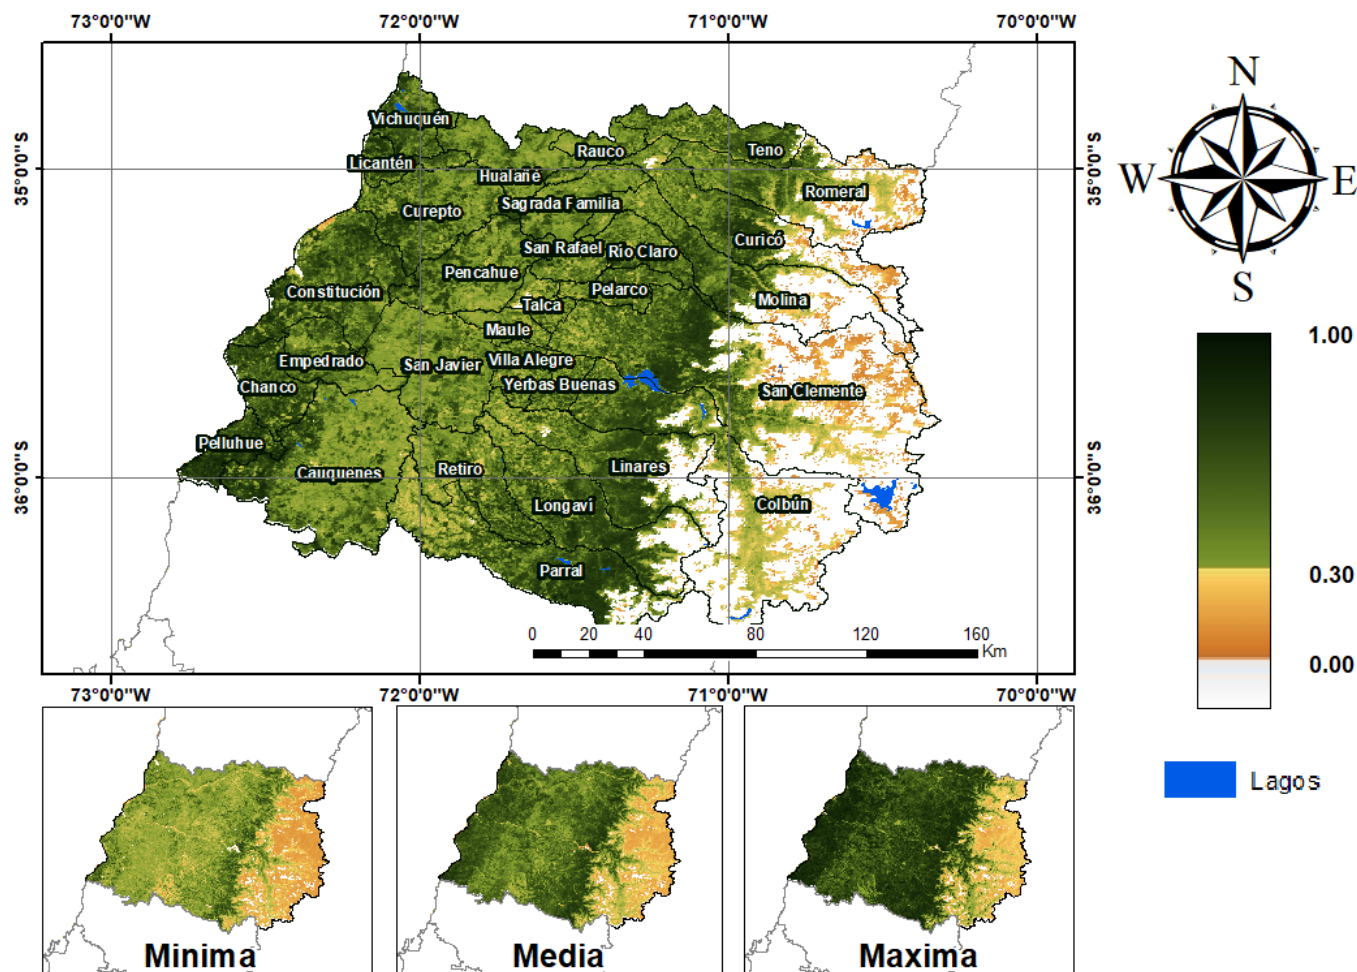 73°0'0"W 72°0'0"W 71°0'0"W 70°0'0"W
35°0'0"S
35°0'0"S
36°0'0"S
36°0'0"S
Vichuquén
Licantén
Rauco
Teno
Hualañé
Romeral
Sagrada Familia
Curepto
San Rafael
Río Claro
Curicó
Pencahue
Constitución
Pelarco
Molina
Talca
Maule
Empedrado
San Javier
Villa Alegre
Chanco
Yerbas Buenas
San Clemente
Pelluhue
Cauquenes
Retiro
Linares
Longaví
Colbún
Parral
0 20 40 80 120 160
Km
73°0'0"W 72°0'0"W 71°0'0"W 70°0'0"W
N
W E
S
1.00
0.30
0.00
Lagos
Minima
Media
Maxima